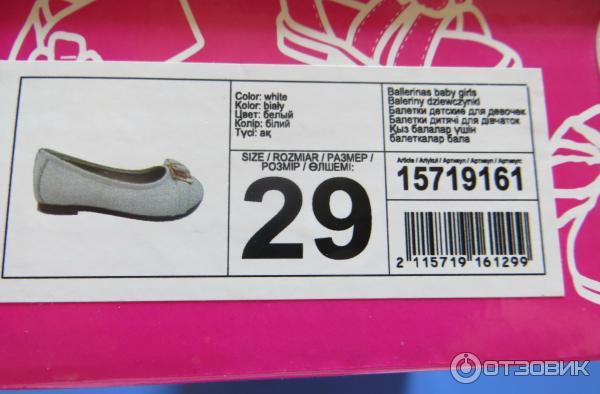 Color: white
Kolor: biały
Цвет: белый
Колір: білий
Түсі: ақ
Ballerinas baby girls
Baleriny dziewczynki
Балетки детские для девочек
Балетки дитячі для дівчаток
Қыз балалар үшін
балеткалар бала
SIZE / ROZMIAR / РАЗМЕР /
РОЗМІР / ӨЛШЕМІ:
29
Article / Artykuł / Артикул / Артикул / Артикул:
15719161
2 115719 161299
ОТЗОВИК